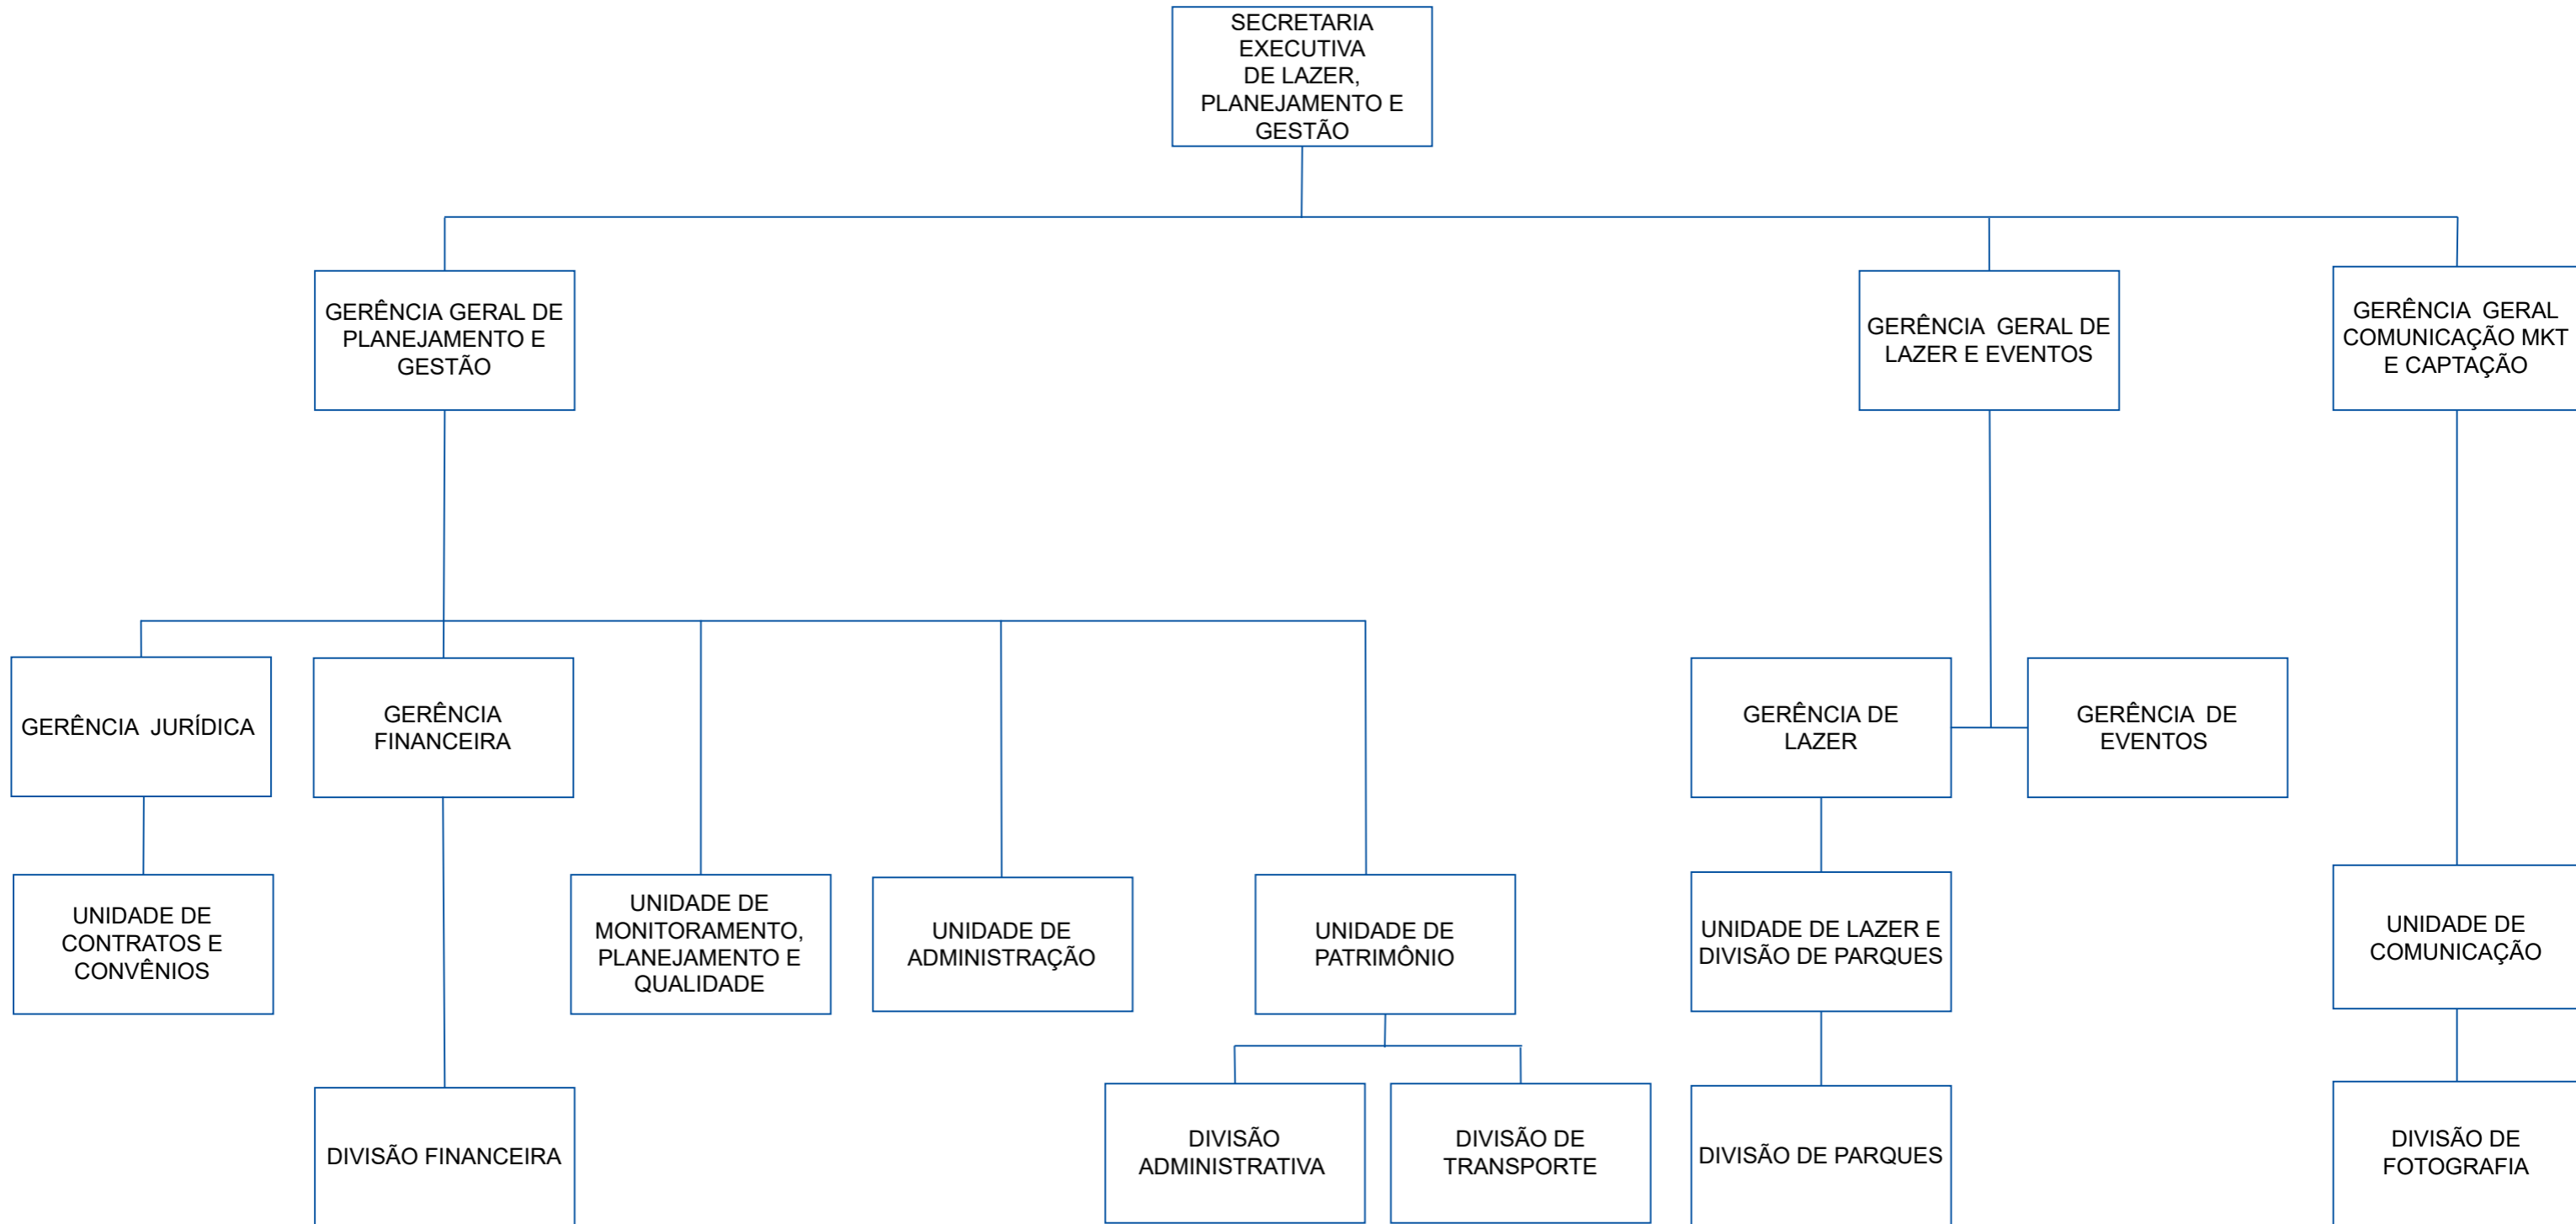 SECRETARIA
EXECUTIVA
DE LAZER,
PLANEJAMENTO E
GESTÃO
GERÊNCIA GERAL DE
PLANEJAMENTO E
GESTÃO
GERÊNCIA GERAL DE
LAZER E EVENTOS
GERÊNCIA GERAL
COMUNICAÇÃO MKT
E CAPTAÇÃO
GERÊNCIA JURÍDICA
GERÊNCIA
FINANCEIRA
GERÊNCIA DE
LAZER
GERÊNCIA DE
EVENTOS
UNIDADE DE
CONTRATOS E
CONVÊNIOS
UNIDADE DE
MONITORAMENTO,
PLANEJAMENTO E
QUALIDADE
UNIDADE DE
ADMINISTRAÇÃO
UNIDADE DE
PATRIMÔNIO
UNIDADE DE LAZER E
DIVISÃO DE PARQUES
UNIDADE DE
COMUNICAÇÃO
DIVISÃO FINANCEIRA
DIVISÃO
ADMINISTRATIVA
DIVISÃO DE
TRANSPORTE
DIVISÃO DE PARQUES
DIVISÃO DE
FOTOGRAFIA